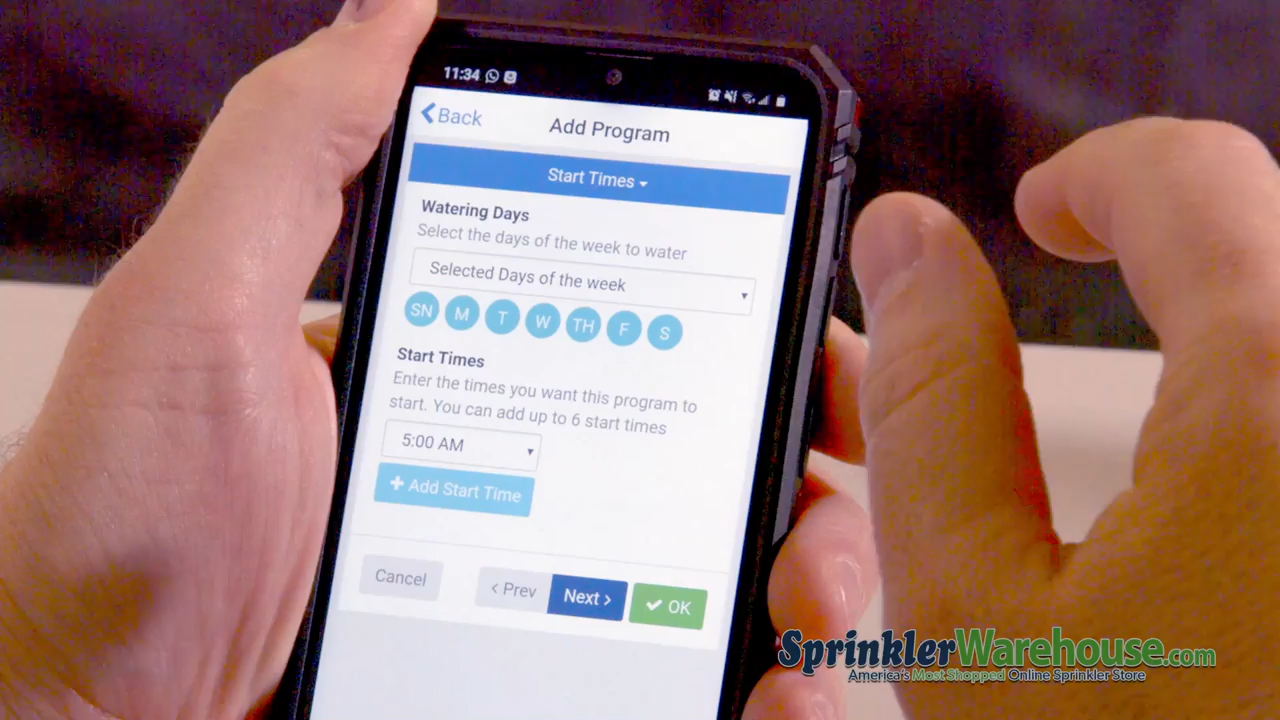 11:34
Back
Add Program
Start Times
Watering Days
Select the days of the week to water
Selected Days of the week
SN M T W TH F S
Start Times
Enter the times you want this program to
start. You can add up to 6 start times
5:00 AM
+ Add Start Time
Cancel
< Prev
Next >
OK
SprinklerWarehouse.com
America's Most Shopped Online Sprinkler Store